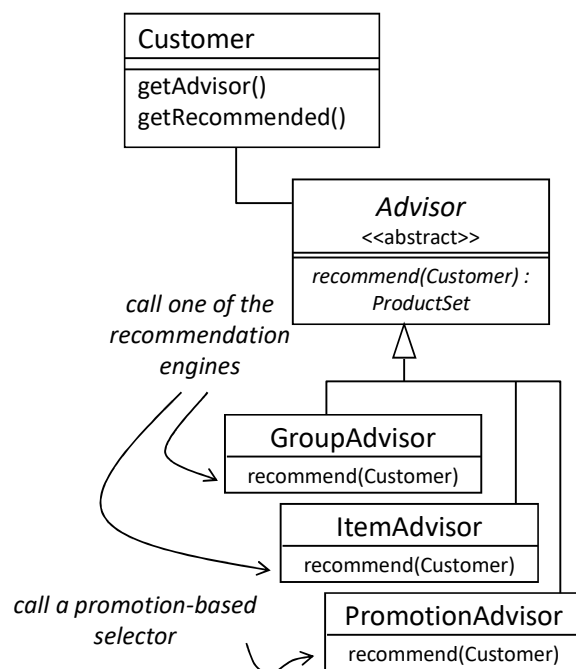 Customer
getAdvisor()
getRecommended()
Advisor
<<abstract>>
recommend(Customer) :
ProductSet
call one of the
recommendation
engines
GroupAdvisor
recommend(Customer)
ItemAdvisor
recommend(Customer)
call a promotion-based
selector
PromotionAdvisor
recommend(Customer)